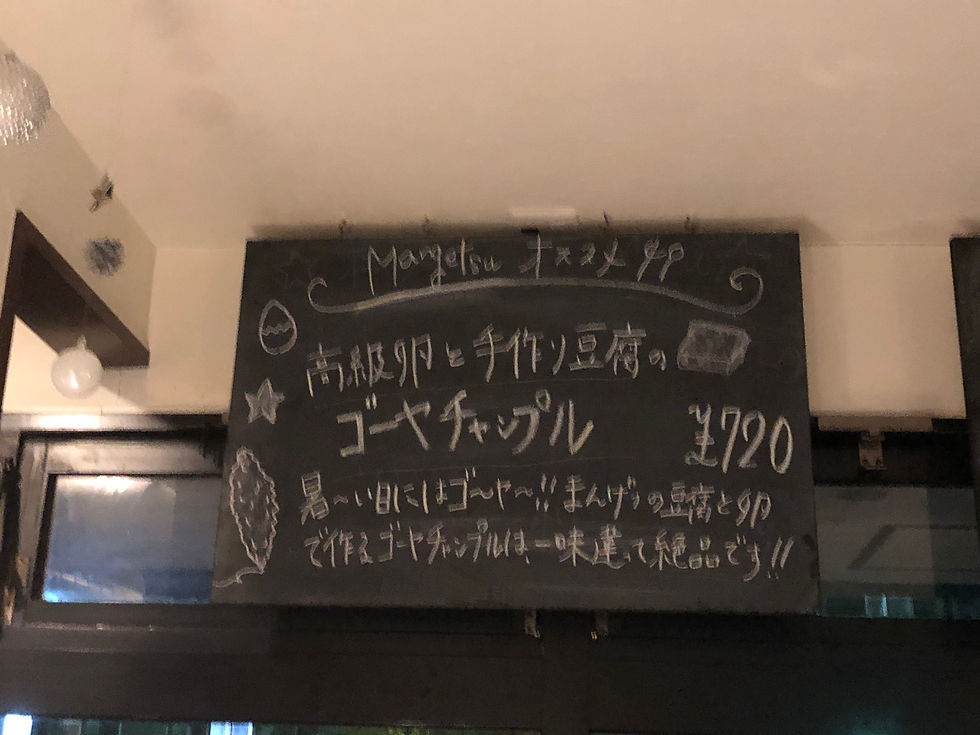 Mangetsu オススメ
高級卵と手作り豆腐の
ゴーヤチャンプル
¥720
暑〜い日にはゴ〜ヤ〜!! まんげつの豆腐と卵
で作るゴーヤチャンプルは一味違って絶品です!!